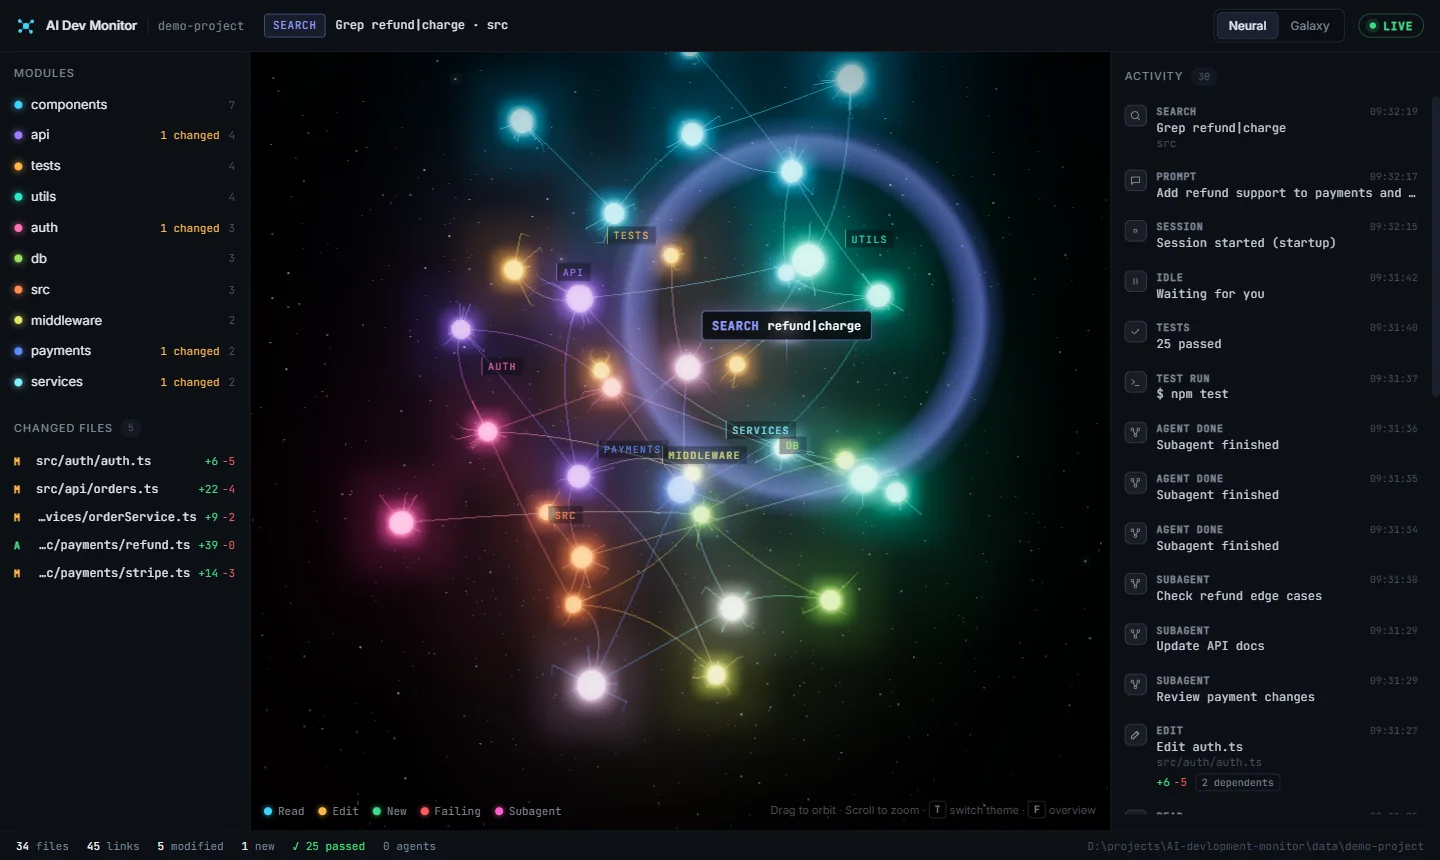 AI Dev Monitor demo-project SEARCH Grep refund|charge · src Neural Galaxy LIVE
MODULES
components 7
api 1 changed 4
tests 4
utils 4
auth 1 changed 3
db 3
src 3
middleware 2
payments 1 changed 2
services 1 changed 2
CHANGED FILES 5
M src/auth/auth.ts +6 -5
M src/api/orders.ts +22 -4
M …vices/orderService.ts +9 -2
A …c/payments/refund.ts +39 -0
M …c/payments/stripe.ts +14 -3
TESTS
UTILS
API
SEARCH refund|charge
AUTH
SERVICES
DB
PAYMENTS
MIDDLEWARE
SRC
Read Edit New Failing Subagent
Drag to orbit · Scroll to zoom · T switch theme · F overview
ACTIVITY 30
SEARCH 09:32:19
Grep refund|charge
src
PROMPT 09:32:17
Add refund support to payments and …
SESSION 09:32:15
Session started (startup)
IDLE 09:31:42
Waiting for you
TESTS 09:31:40
25 passed
TEST RUN 09:31:37
$ npm test
AGENT DONE 09:31:36
Subagent finished
AGENT DONE 09:31:35
Subagent finished
AGENT DONE 09:31:34
Subagent finished
SUBAGENT 09:31:30
Check refund edge cases
SUBAGENT 09:31:29
Update API docs
SUBAGENT 09:31:29
Review payment changes
EDIT 09:31:27
Edit auth.ts
src/auth/auth.ts
+6 -5 2 dependents
34 files 45 links 5 modified 1 new ✓ 25 passed 0 agents
D:\projects\AI-devlopment-monitor\data\demo-project